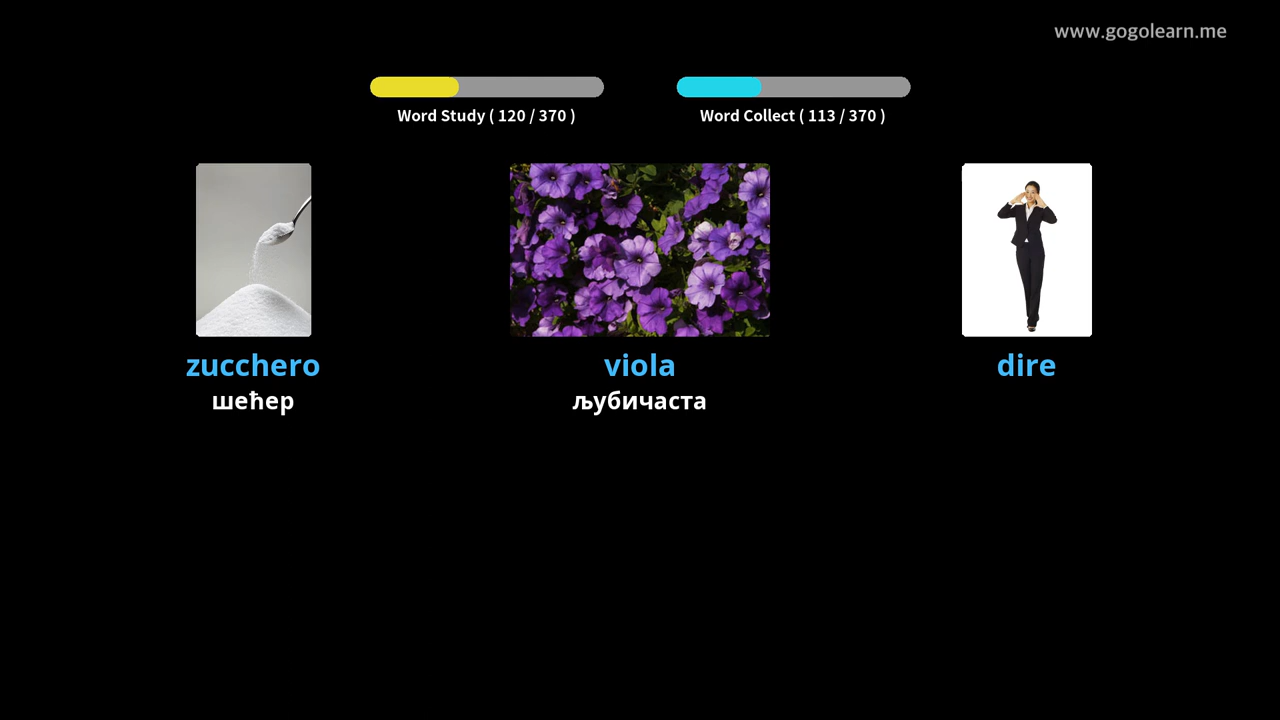 www.gogolearn.me
Word Study ( 120 / 370 )
Word Collect ( 113 / 370 )
zucchero
viola
dire
шећер
љубичаста